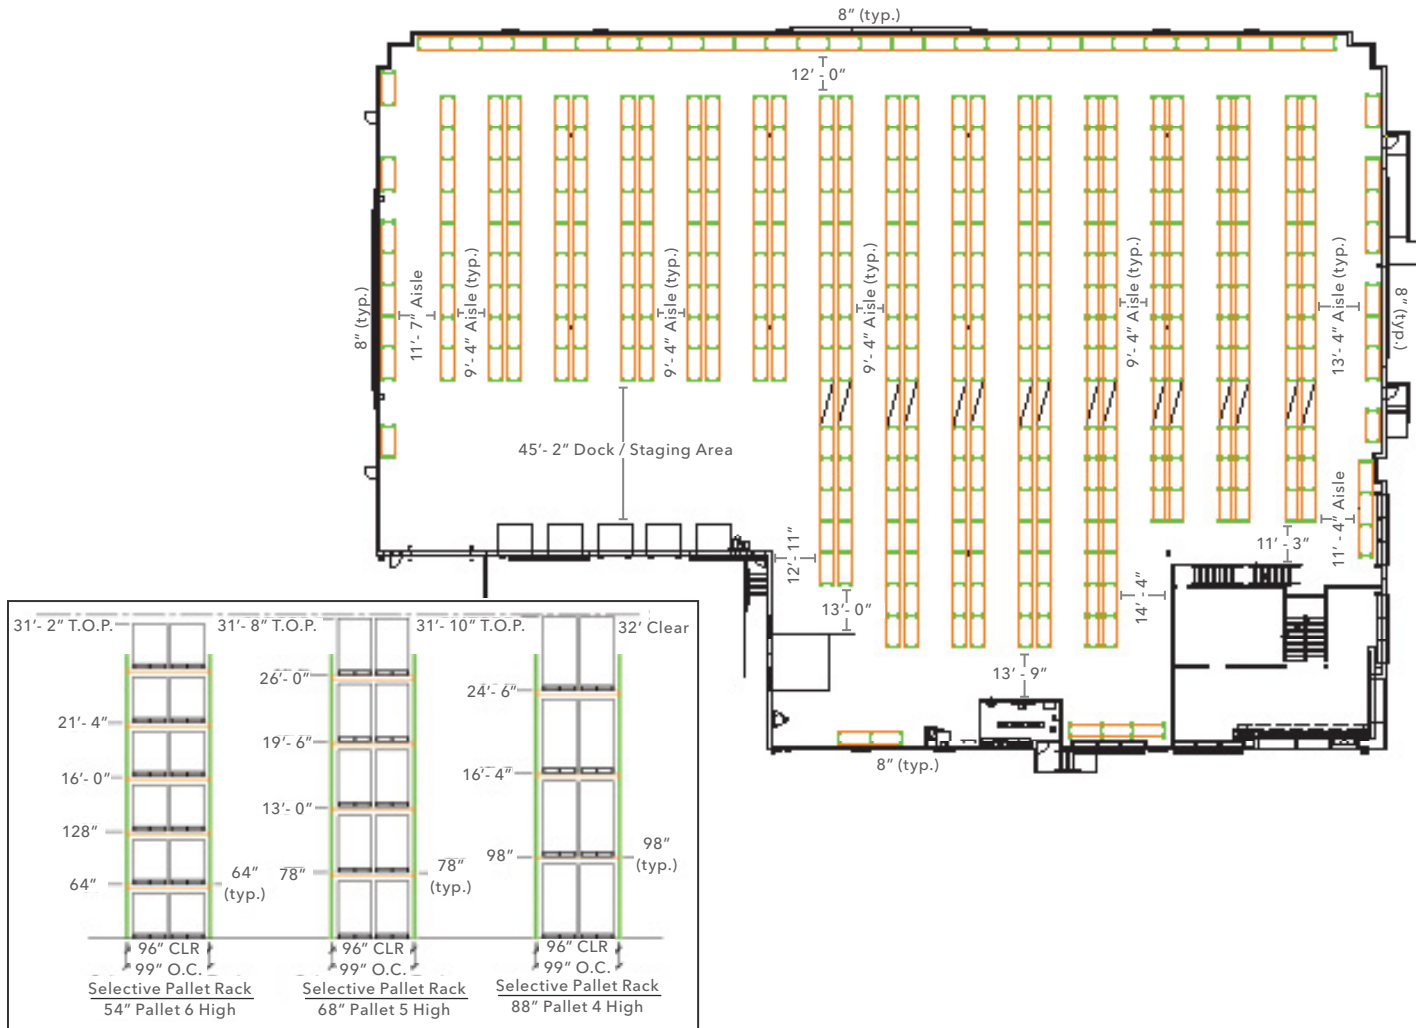 8” (typ.)
12’ - 0”
8” (typ.)
11’- 7” Aisle
9’- 4” Aisle (typ.)
9’- 4” Aisle (typ.)
9’- 4” Aisle (typ.)
9’- 4” Aisle (typ.)
13’- 4” Aisle (typ.)
8” (typ.)
45’- 2” Dock / Staging Area
12’- 11”
11’ - 3”
11’ - 4” Aisle
13’ - 0”
14’ - 4”
13’ - 9”
8” (typ.)
31’- 2” T.O.P.
31’- 8” T.O.P.
31’- 10” T.O.P.
32’ Clear
26’- 0”
24’- 6”
21’- 4”
19’- 6”
16’- 0”
16’- 4”
13’- 0”
128”
98”
98”
(typ.)
64”
64”
(typ.)
78”
78”
(typ.)
96” CLR
96” CLR
96” CLR
99” O.C.
99” O.C.
99” O.C.
Selective Pallet Rack
54” Pallet 6 High
Selective Pallet Rack
68” Pallet 5 High
Selective Pallet Rack
88” Pallet 4 High